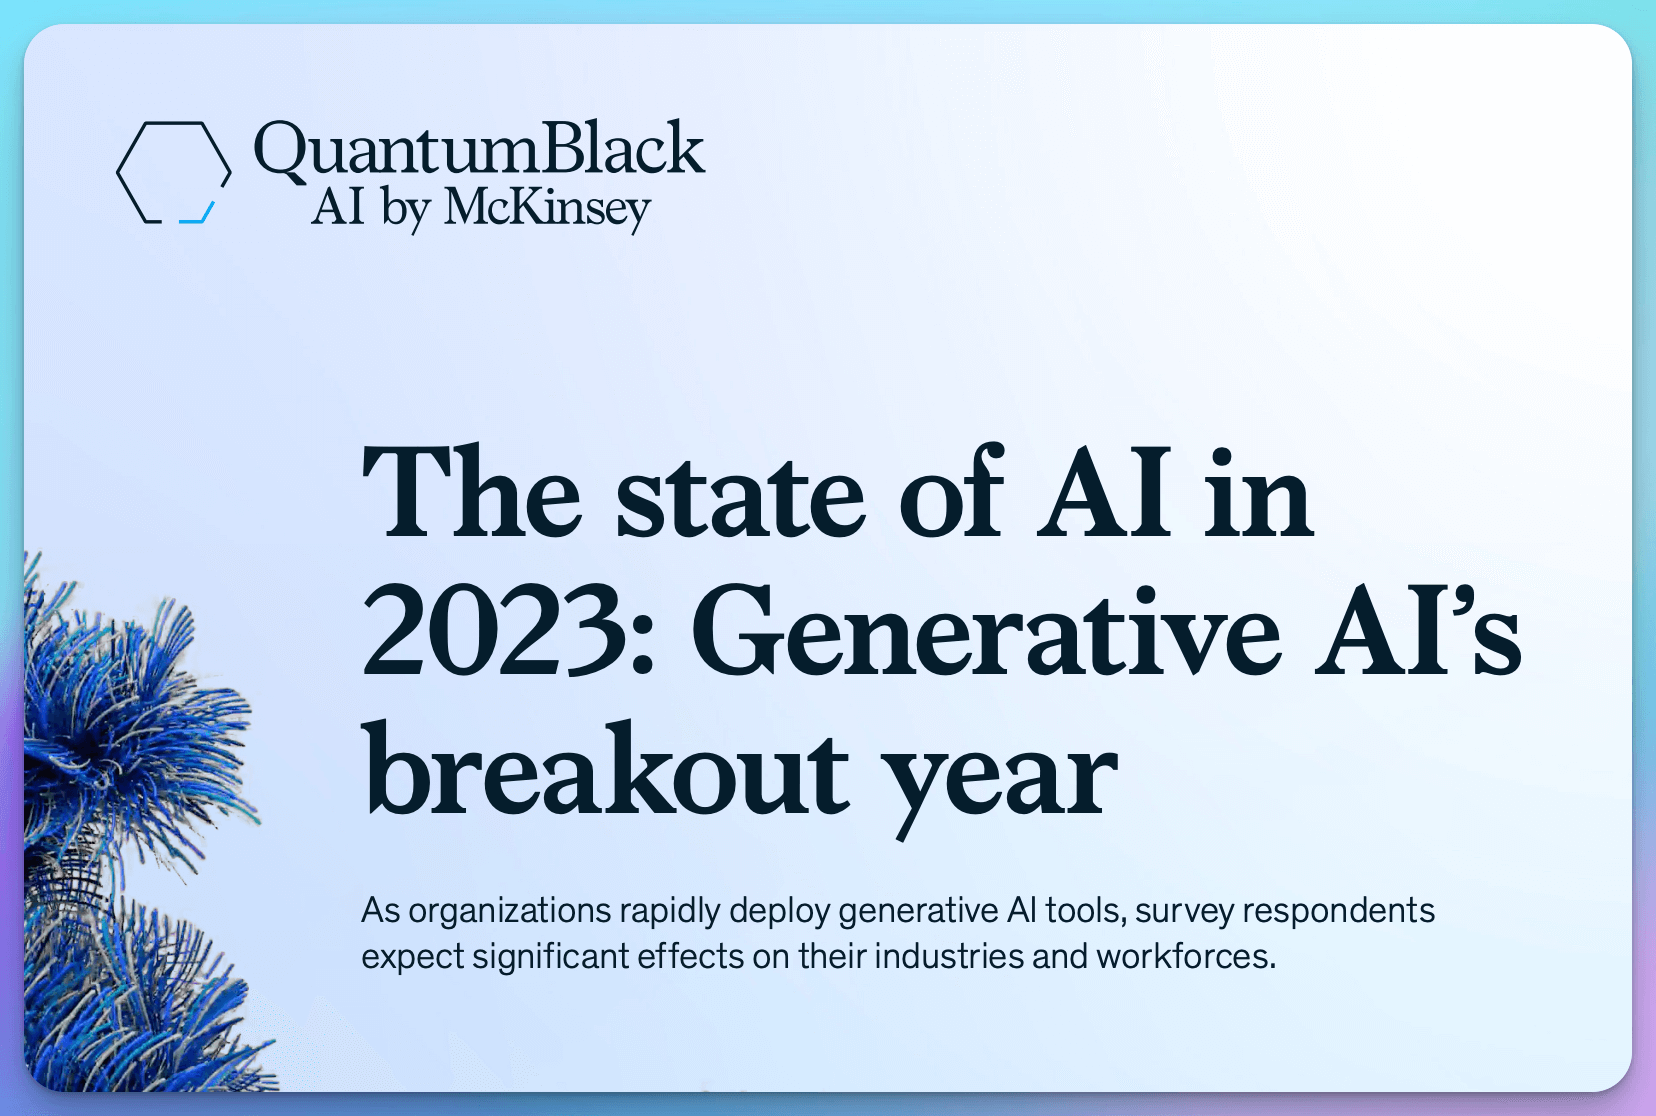 QuantumBlack
AI by McKinsey
The state of AI in
2023: Generative AI’s
breakout year
As organizations rapidly deploy generative AI tools, survey respondents
expect significant effects on their industries and workforces.